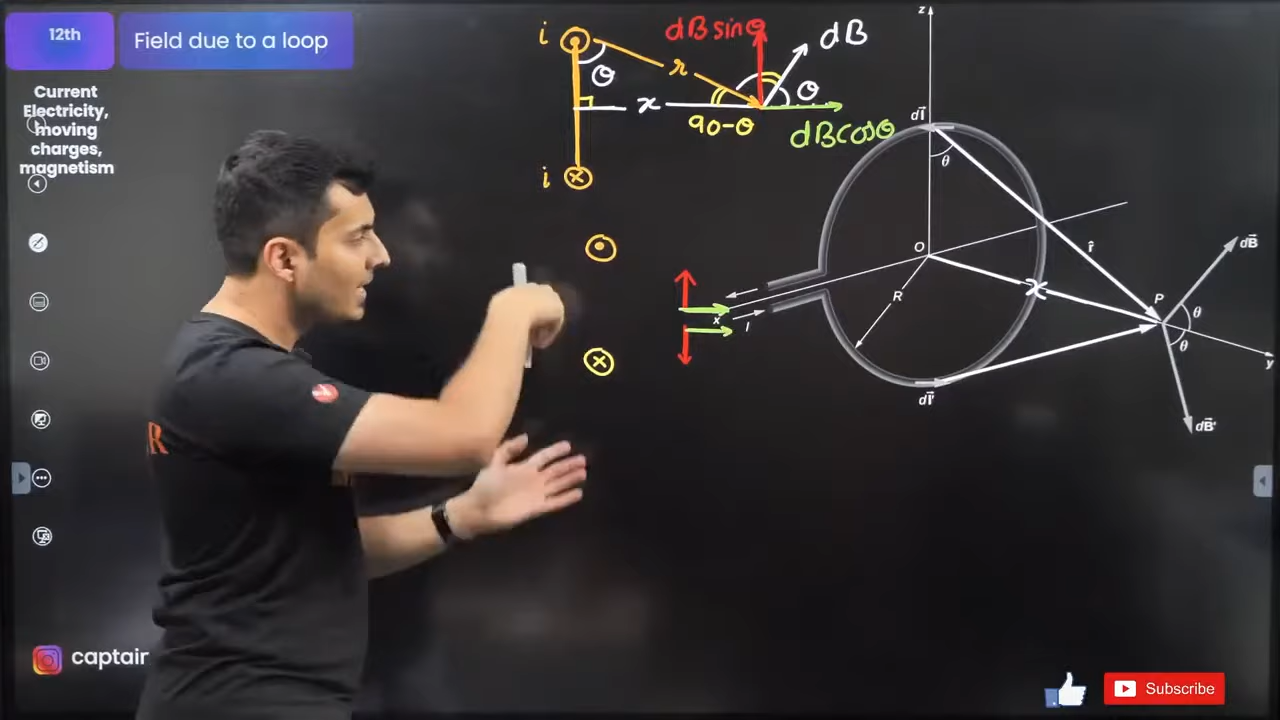 12th
Field due to a loop
Current
Electricity,
moving
charges,
magnetism
i
θ
r
x
90-θ
dB sinθ
dB
θ
dBcosθ
i
z
dl⃗
θ
O
R
r̂
x
P
dB⃗
θ
θ
y
dB⃗'
x
I
dl⃗'
R
captain
Subscribe